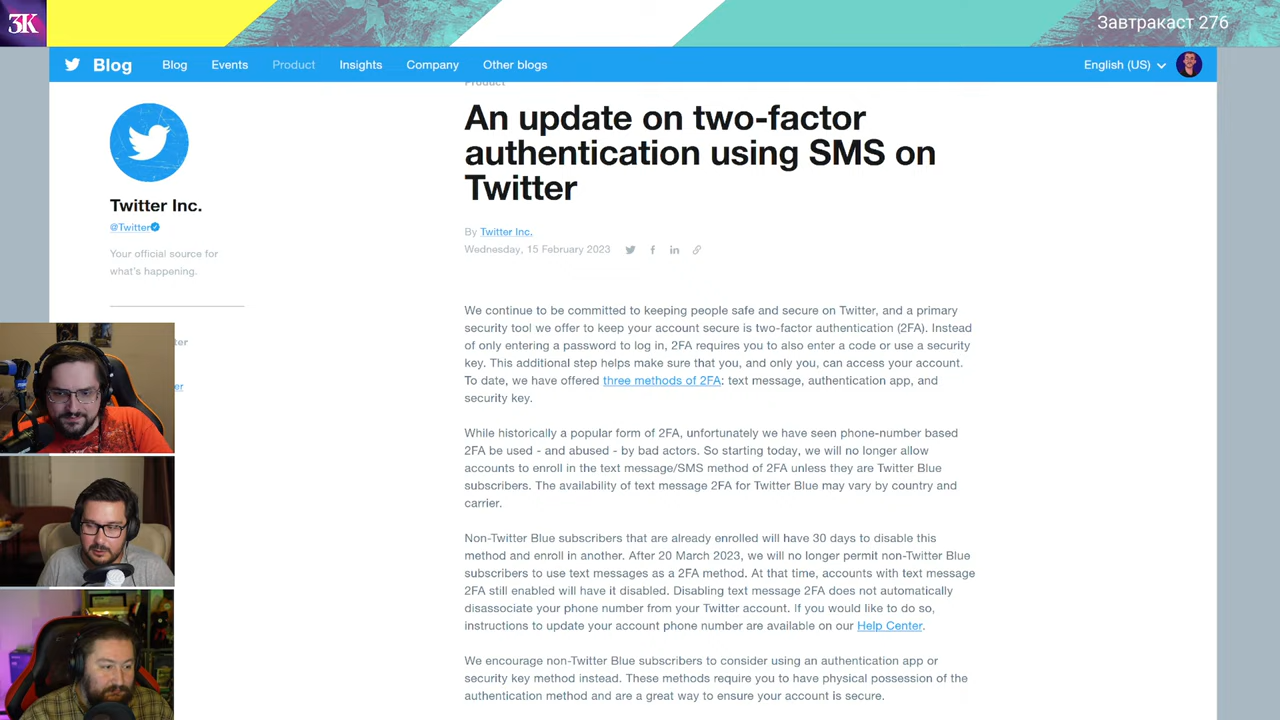 3K
Завтракаст 276
Blog
Blog
Events
Product
Insights
Company
Other blogs
English (US)
Product
An update on two-factor
authentication using SMS on
Twitter
Twitter Inc.
@Twitter
Your official source for
what's happening.
By Twitter Inc.
Wednesday, 15 February 2023
We continue to be committed to keeping people safe and secure on Twitter, and a primary
security tool we offer to keep your account secure is two-factor authentication (2FA). Instead
of only entering a password to log in, 2FA requires you to also enter a code or use a security
key. This additional step helps make sure that you, and only you, can access your account.
To date, we have offered three methods of 2FA: text message, authentication app, and
security key.
While historically a popular form of 2FA, unfortunately we have seen phone-number based
2FA be used - and abused - by bad actors. So starting today, we will no longer allow
accounts to enroll in the text message/SMS method of 2FA unless they are Twitter Blue
subscribers. The availability of text message 2FA for Twitter Blue may vary by country and
carrier.
Non-Twitter Blue subscribers that are already enrolled will have 30 days to disable this
method and enroll in another. After 20 March 2023, we will no longer permit non-Twitter Blue
subscribers to use text messages as a 2FA method. At that time, accounts with text message
2FA still enabled will have it disabled. Disabling text message 2FA does not automatically
disassociate your phone number from your Twitter account. If you would like to do so,
instructions to update your account phone number are available on our Help Center.
We encourage non-Twitter Blue subscribers to consider using an authentication app or
security key method instead. These methods require you to have physical possession of the
authentication method and are a great way to ensure your account is secure.